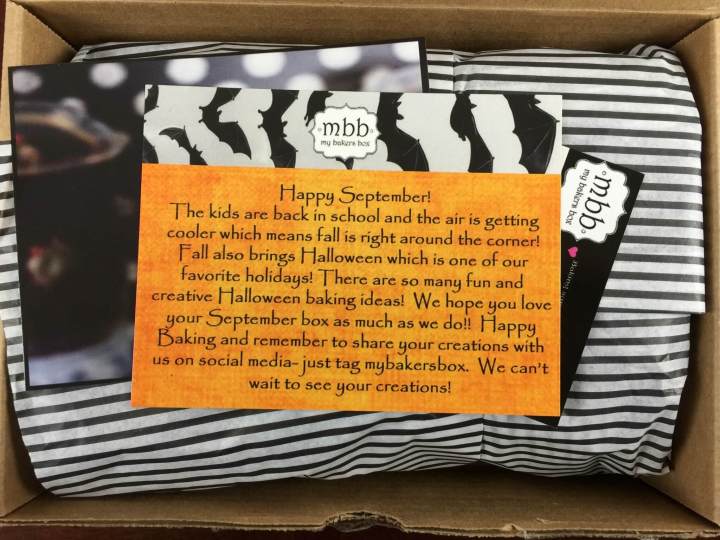 mbb
my bakers box
Happy September!
The kids are back in school and the air is getting
cooler which means fall is right around the corner!
Fall also brings Halloween which is one of our
favorite holidays! There are so many fun and
creative Halloween baking ideas! We hope you love
your September box as much as we do!! Happy
Baking and remember to share your creations with
us on social media- just tag mybakersbox. We can't
wait to see your creations!
mbb
my bakers box
Baking